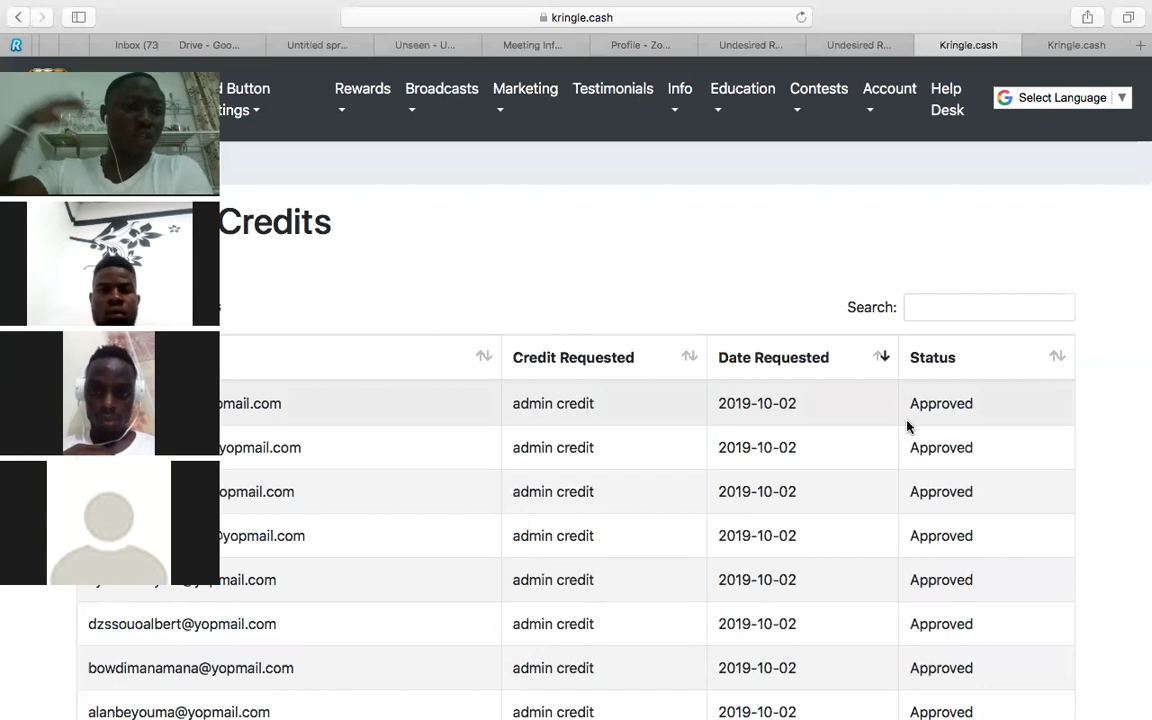 kringle.cash
Inbox (73 Drive - Goo... Untitled spr... Unseen - U... Meeting Inf... Profile - Zo... Undesired R... Undesired R... Kringle.cash Kringle.cash
d Button
tings
Rewards Broadcasts Marketing Testimonials Info Education Contests Account Help
Desk
Select Language
Credits
Search:
Credit Requested Date Requested Status
omail.com admin credit 2019-10-02 Approved
yopmail.com admin credit 2019-10-02 Approved
opmail.com admin credit 2019-10-02 Approved
@yopmail.com admin credit 2019-10-02 Approved
@yopmail.com admin credit 2019-10-02 Approved
dzssouoalbert@yopmail.com admin credit 2019-10-02 Approved
bowdimanamana@yopmail.com admin credit 2019-10-02 Approved
alanbeyouma@yopmail.com admin credit 2019-10-02 Approved